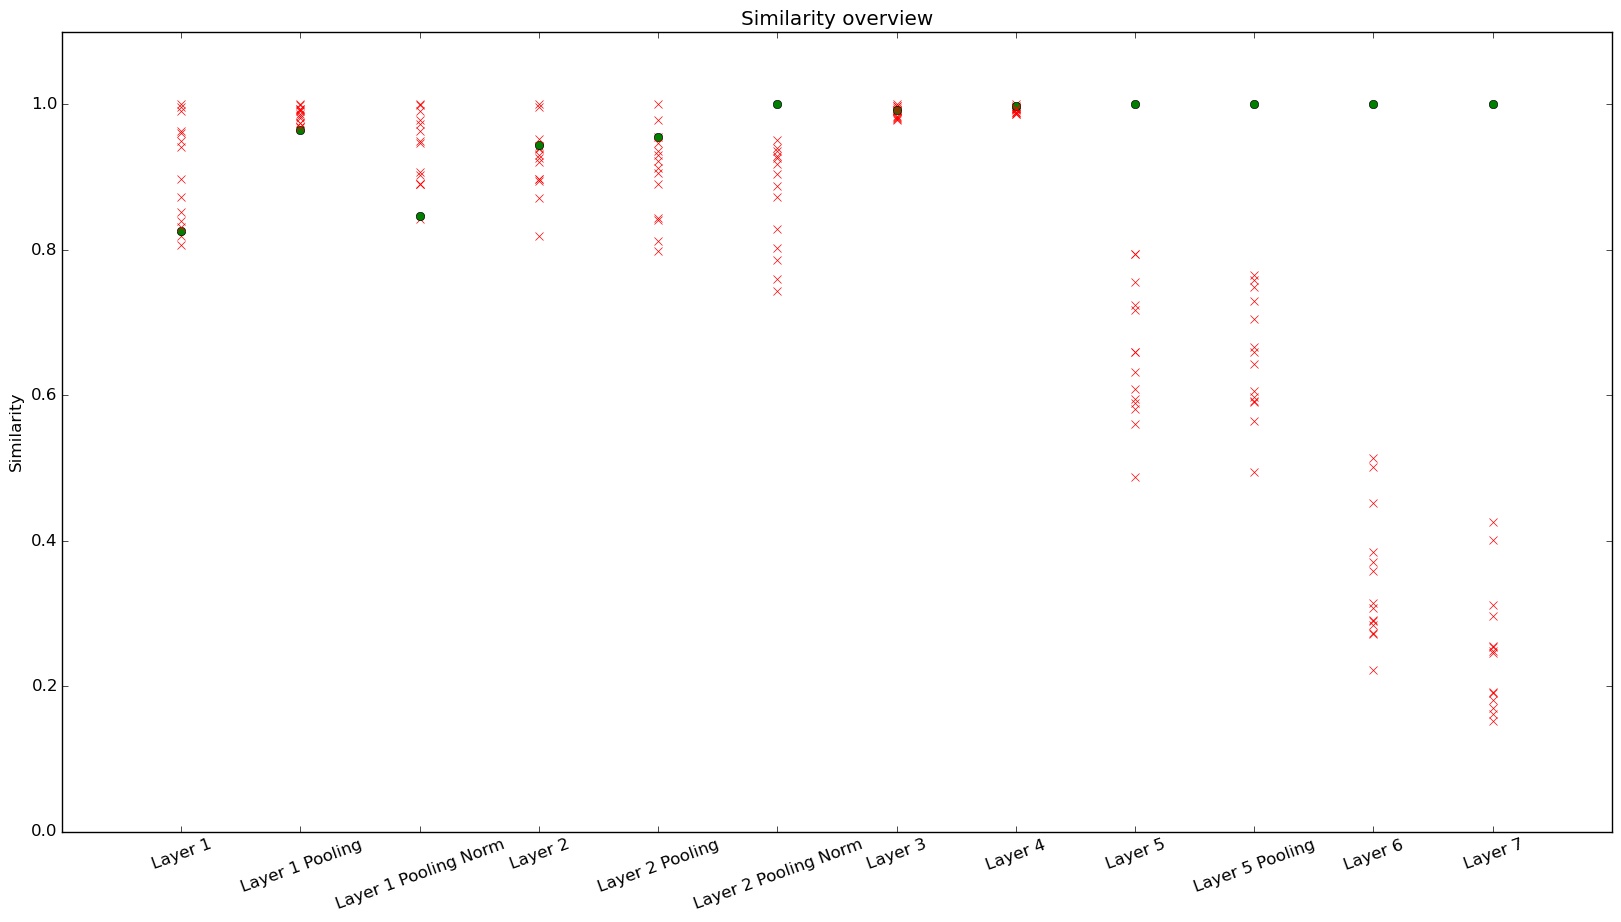 Similarity overview
1.0
0.8
0.6
0.4
0.2
0.0
Similarity
Layer 1
Layer 1 Pooling
Layer 1 Pooling Norm
Layer 2
Layer 2 Pooling
Layer 2 Pooling Norm
Layer 3
Layer 4
Layer 5
Layer 5 Pooling
Layer 6
Layer 7